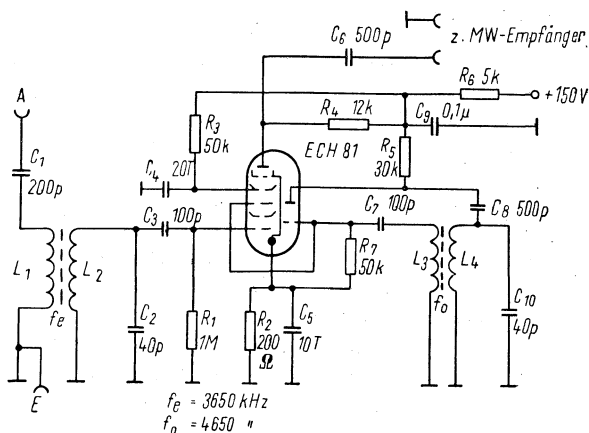 C6 500p
z. MW-Empfänger
R6 5k
+150V
A
R4 12k
C9 0,1µ
R3
50k
ECH 81
R5
30k
C1
200p
C4 20T
C3 100p
C7 100p
C8 500p
L1
L2
R7
50k
L3
L4
fe
fo
C2
40p
R1
1M
R2
200
Ω
C5
10T
C10
40p
E
fe = 3650 kHz
fo = 4650 "